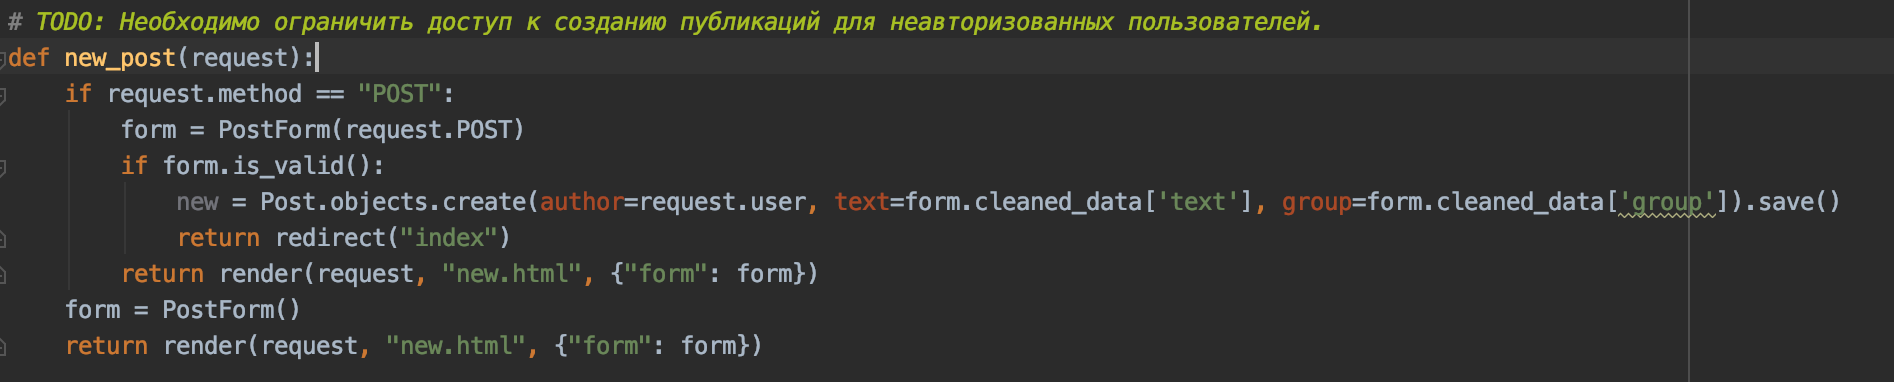 # TODO: Необходимо ограничить доступ к созданию публикаций для неавторизованных пользователей.
def new_post(request):
    if request.method == "POST":
        form = PostForm(request.POST)
        if form.is_valid():
            new = Post.objects.create(author=request.user, text=form.cleaned_data['text'], group=form.cleaned_data['group']).save()
            return redirect("index")
        return render(request, "new.html", {"form": form})
    form = PostForm()
    return render(request, "new.html", {"form": form})